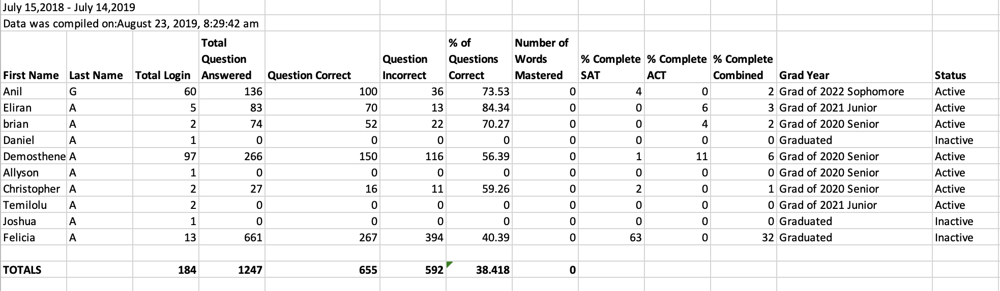 July 15,2018 - July 14,2019
Data was compiled on:August 23, 2019, 8:29:42 am
First Name Last Name Total Login Total Question Answered Question Correct Question Incorrect % of Questions Correct Number of Words Mastered % Complete SAT % Complete ACT % Complete Combined Grad Year Status
Anil G 60 136 100 36 73.53 0 4 0 2 Grad of 2022 Sophomore Active
Eliran A 5 83 70 13 84.34 0 0 6 3 Grad of 2021 Junior Active
brian A 2 74 52 22 70.27 0 0 4 2 Grad of 2020 Senior Active
Daniel A 1 0 0 0 0 0 0 0 0 Graduated Inactive
Demosthene A 97 266 150 116 56.39 0 1 11 6 Grad of 2020 Senior Active
Allyson A 1 0 0 0 0 0 0 0 0 Grad of 2020 Senior Active
Christopher A 2 27 16 11 59.26 0 2 0 1 Grad of 2020 Senior Active
Temilolu A 2 0 0 0 0 0 0 0 0 Grad of 2021 Junior Active
Joshua A 1 0 0 0 0 0 0 0 0 Graduated Inactive
Felicia A 13 661 267 394 40.39 0 63 0 32 Graduated Inactive
TOTALS 184 1247 655 592 38.418 0